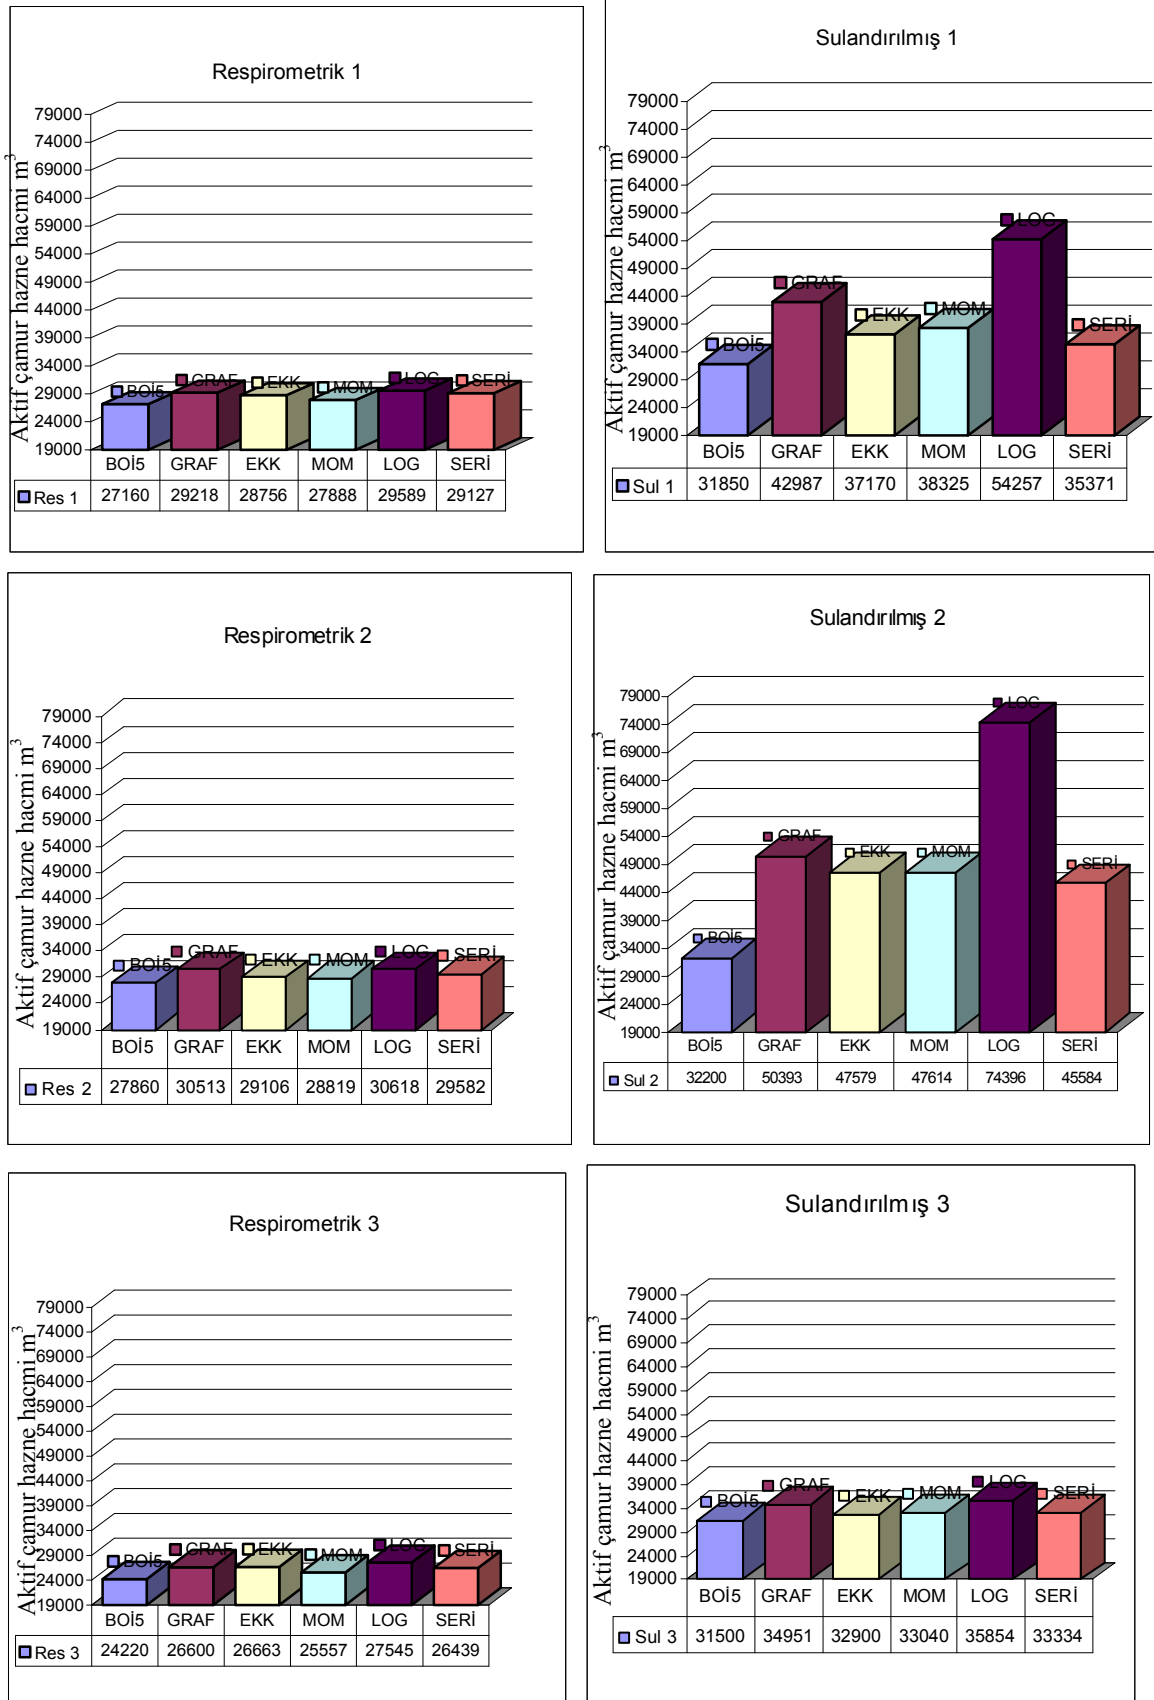 Respirometrik 1
Aktif çamur hazne hacmi m³
79000
74000
69000
64000
59000
54000
49000
44000
39000
34000
29000
24000
19000
BOİ5
GRAF
EKK
MOM
LOG
SERİ
BOİ5 GRAF EKK MOM LOG SERİ
Res 1 27160 29218 28756 27888 29589 29127
Sulandırılmış 1
Aktif çamur hazne hacmi m³
79000
74000
69000
64000
59000
54000
49000
44000
39000
34000
29000
24000
19000
BOİ5
GRAF
EKK
MOM
LOG
SERİ
BOİ5 GRAF EKK MOM LOG SERİ
Sul 1 31850 42987 37170 38325 54257 35371
Respirometrik 2
Aktif çamur hazne hacmi m³
79000
74000
69000
64000
59000
54000
49000
44000
39000
34000
29000
24000
19000
BOİ5
GRAF
EKK
MOM
LOG
SERİ
BOİ5 GRAF EKK MOM LOG SERİ
Res 2 27860 30513 29106 28819 30618 29582
Sulandırılmış 2
Aktif çamur hazne hacmi m³
79000
74000
69000
64000
59000
54000
49000
44000
39000
34000
29000
24000
19000
BOİ5
GRAF
EKK
MOM
LOG
SERİ
BOİ5 GRAF EKK MOM LOG SERİ
Sul 2 32200 50393 47579 47614 74396 45584
Respirometrik 3
Aktif çamur hazne hacmi m³
79000
74000
69000
64000
59000
54000
49000
44000
39000
34000
29000
24000
19000
BOİ5
GRAF
EKK
MOM
LOG
SERİ
BOİ5 GRAF EKK MOM LOG SERİ
Res 3 24220 26600 26663 25557 27545 26439
Sulandırılmış 3
Aktif çamur hazne hacmi m³
79000
74000
69000
64000
59000
54000
49000
44000
39000
34000
29000
24000
19000
BOİ5
GRAF
EKK
MOM
LOG
SERİ
BOİ5 GRAF EKK MOM LOG SERİ
Sul 3 31500 34951 32900 33040 35854 33334